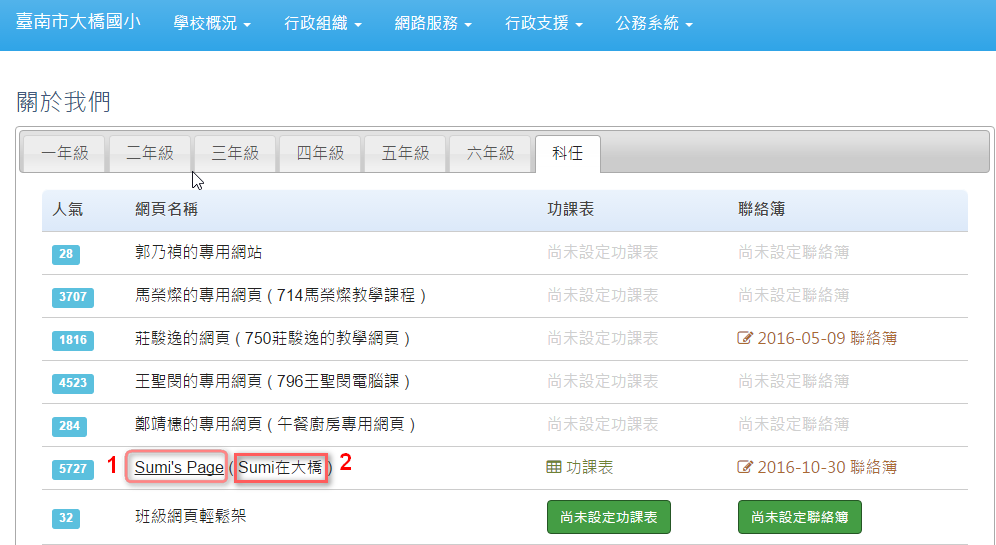 臺南市大橋國小 學校概況 行政組織 網路服務 行政支援 公務系統
關於我們
一年級 二年級 三年級 四年級 五年級 六年級 科任
人氣 網頁名稱 功課表 聯絡簿
28 郭乃禎的專用網站 尚未設定功課表 尚未設定聯絡簿
3707 馬榮燦的專用網頁 ( 714馬榮燦教學課程 ) 尚未設定功課表 尚未設定聯絡簿
1816 莊駿逸的網頁 ( 750莊駿逸的教學網頁 ) 尚未設定功課表 2016-05-09 聯絡簿
4523 王聖閔的專用網頁 ( 796王聖閔電腦課 ) 尚未設定功課表 尚未設定聯絡簿
284 鄭靖橞的專用網頁 ( 午餐廚房專用網頁 ) 尚未設定功課表 尚未設定聯絡簿
5727 1 Sumi's Page ( Sumi在大橋 ) 2 功課表 2016-10-30 聯絡簿
32 班級網頁輕鬆架 尚未設定功課表 尚未設定聯絡簿